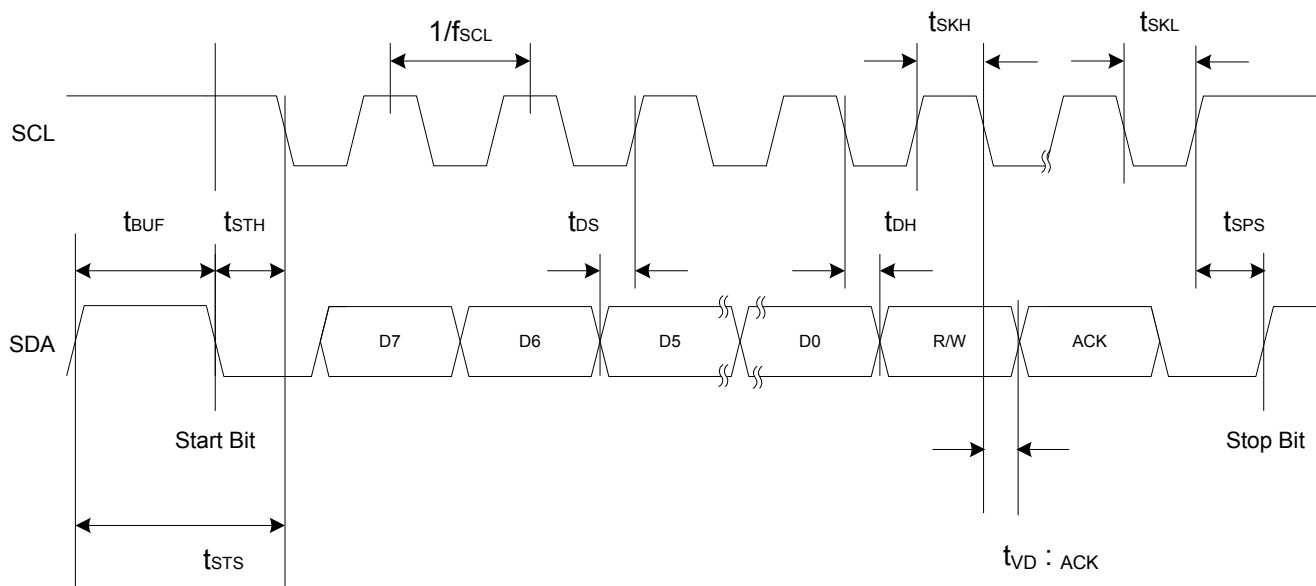 1/fSCL
tSKH
tSKL
SCL
tBUF
tSTH
tDS
tDH
tSPS
SDA
D7
D6
D5
D0
R/W
ACK
Start Bit
Stop Bit
tSTS
tVD : ACK